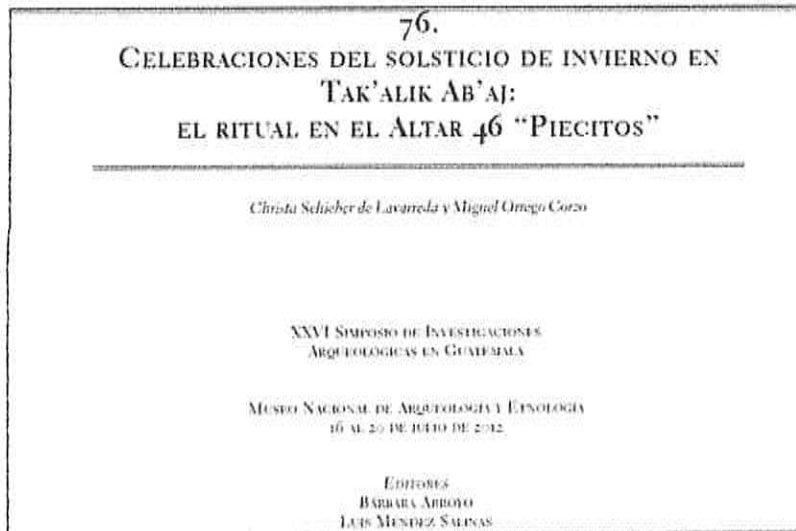 76.
CELEBRACIONES DEL SOLSTICIO DE INVIERNO EN
TAK'ALIK AB'AJ:
EL RITUAL EN EL ALTAR 46 "PIECITOS"
Christa Schieber de Lavarreda y Miguel Orrego Corzo
XXVI SIMPOSIO DE INVESTIGACIONES
ARQUEOLÓGICAS EN GUATEMALA
MUSEO NACIONAL DE ARQUEOLOGÍA Y ETNOLOGÍA
16 AL 20 DE JULIO DE 2012
EDITORES
BÁRBARA ARROYO
LUIS MÉNDEZ SALINAS